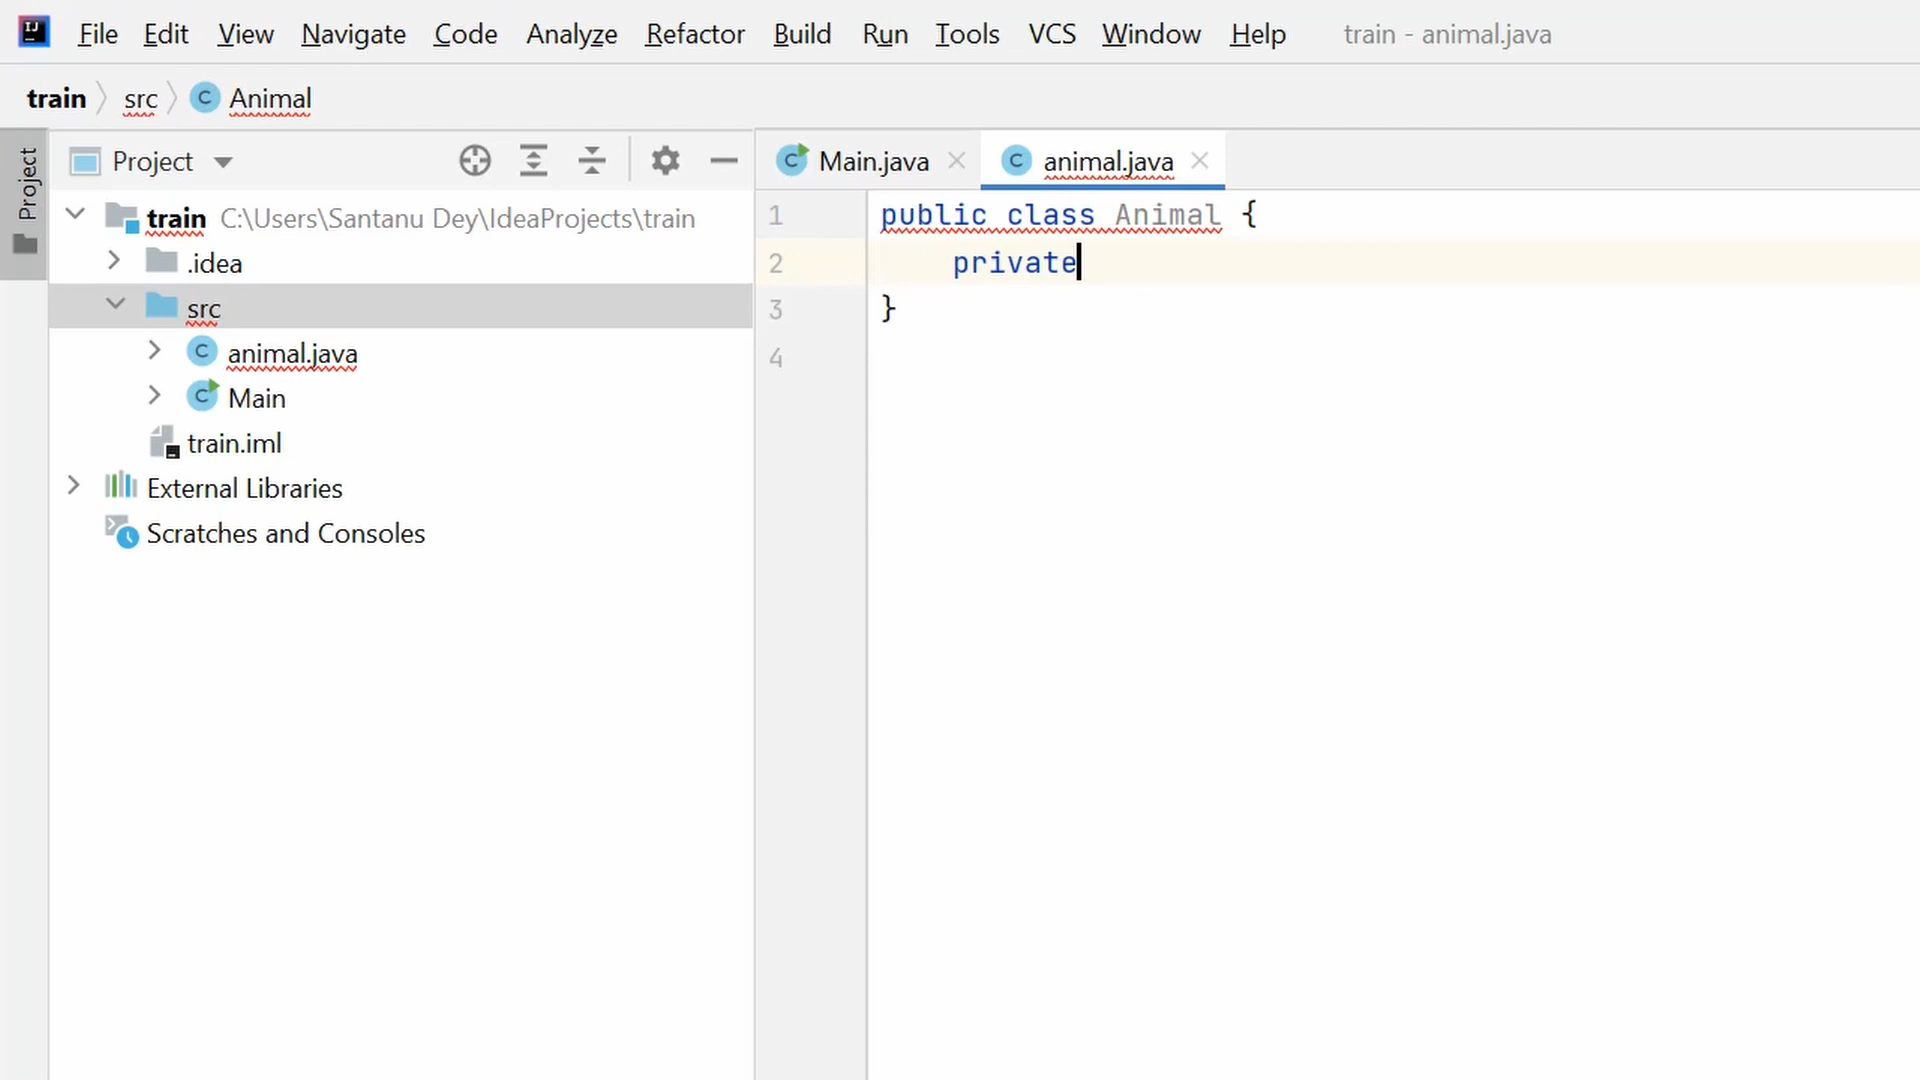 File Edit View Navigate Code Analyze Refactor Build Run Tools VCS Window Help train - animal.java
train src Animal
Project
Project
Main.java animal.java
train C:\Users\Santanu Dey\IdeaProjects\train
.idea
src
animal.java
Main
train.iml
External Libraries
Scratches and Consoles
1 public class Animal {
2 private
3 }
4